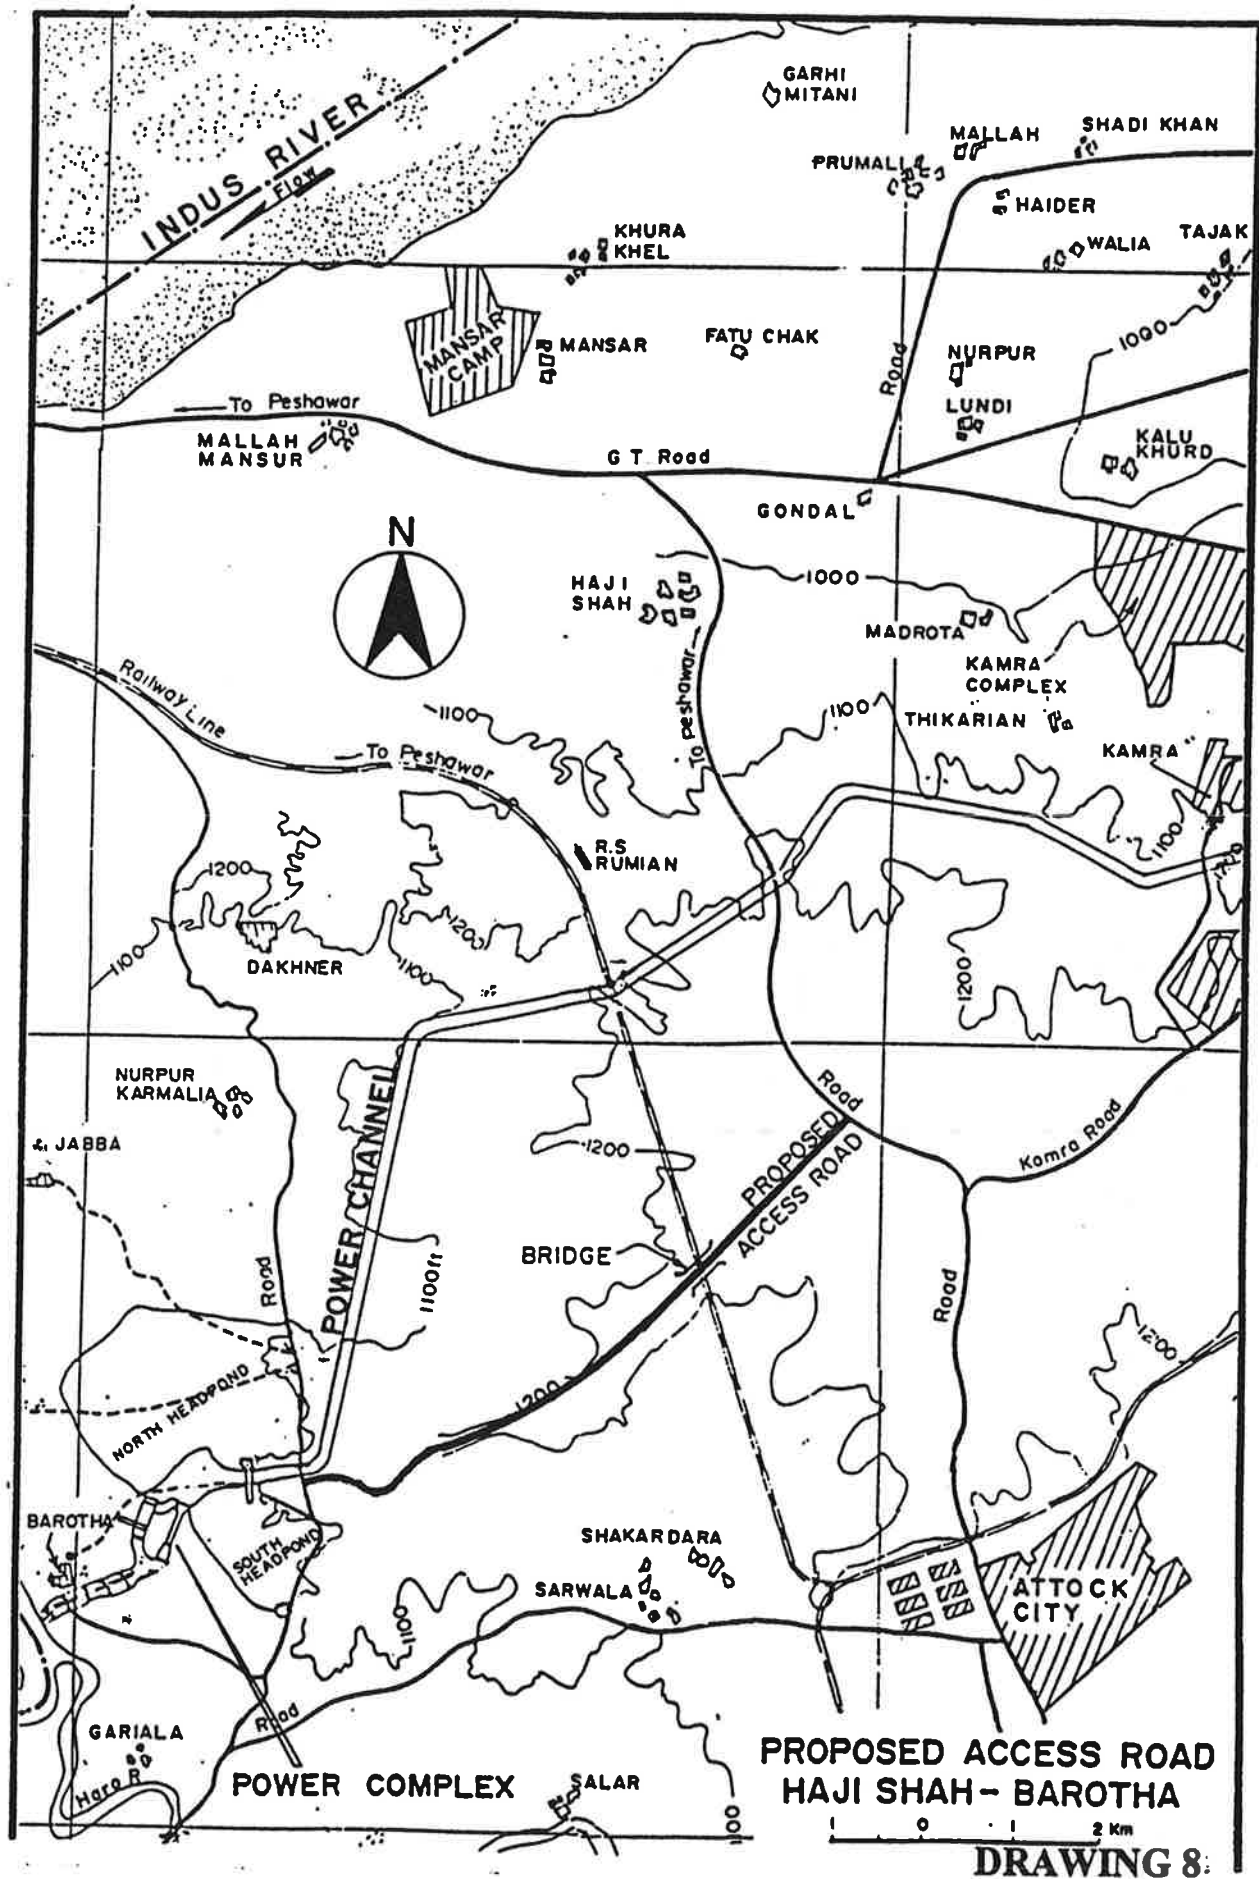 GARHI
MITANI
INDUS RIVER
Flow
MALLAH
SHADI KHAN
PRUMALI
HAIDER
KHURA
KHEL
WALIA
TAJAK
1000
MANSAR
CAMP
MANSAR
FATU CHAK
Road
NURPUR
LUNDI
To Peshawar
MALLAH
MANSUR
G T Road
KALU
KHURD
GONDAL
N
HAJI
SHAH
1000
MADROTA
To Peshawar
KAMRA
COMPLEX
Railway Line
1100
1100
THIKARIAN
To Peshawar
KAMRA
R.S
RUMIAN
1100
1200
1200
1100
DAKHNER
1100
1200
NURPUR
KARMALIA
POWER CHANNEL
Road
JABBA
1200
PROPOSED
ACCESS ROAD
Kamra Road
BRIDGE
Road
1100ft
Road
1200
NORTH HEADPOND
1200
BAROTHA
SOUTH
HEADPOND
SHAKARDARA
SARWALA
ATTOCK
CITY
1100
Road
GARIALA
Haro R
POWER COMPLEX
SALAR
1100
PROPOSED ACCESS ROAD
HAJI SHAH - BAROTHA
1 0 1 2 Km
DRAWING 8